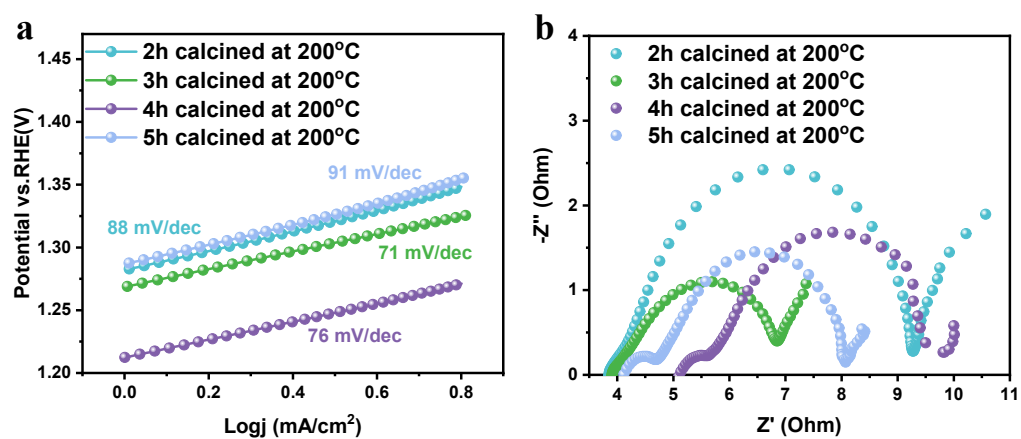 a
1.45
1.40
1.35
1.30
1.25
1.20
Potential vs.RHE(V)
2h calcined at 200°C
3h calcined at 200°C
4h calcined at 200°C
5h calcined at 200°C
91 mV/dec
88 mV/dec
71 mV/dec
76 mV/dec
0.0 0.2 0.4 0.6 0.8
Logj (mA/cm²)
b
4
3
2
1
0
-Z'' (Ohm)
2h calcined at 200°C
3h calcined at 200°C
4h calcined at 200°C
5h calcined at 200°C
4 5 6 7 8 9 10 11
Z' (Ohm)